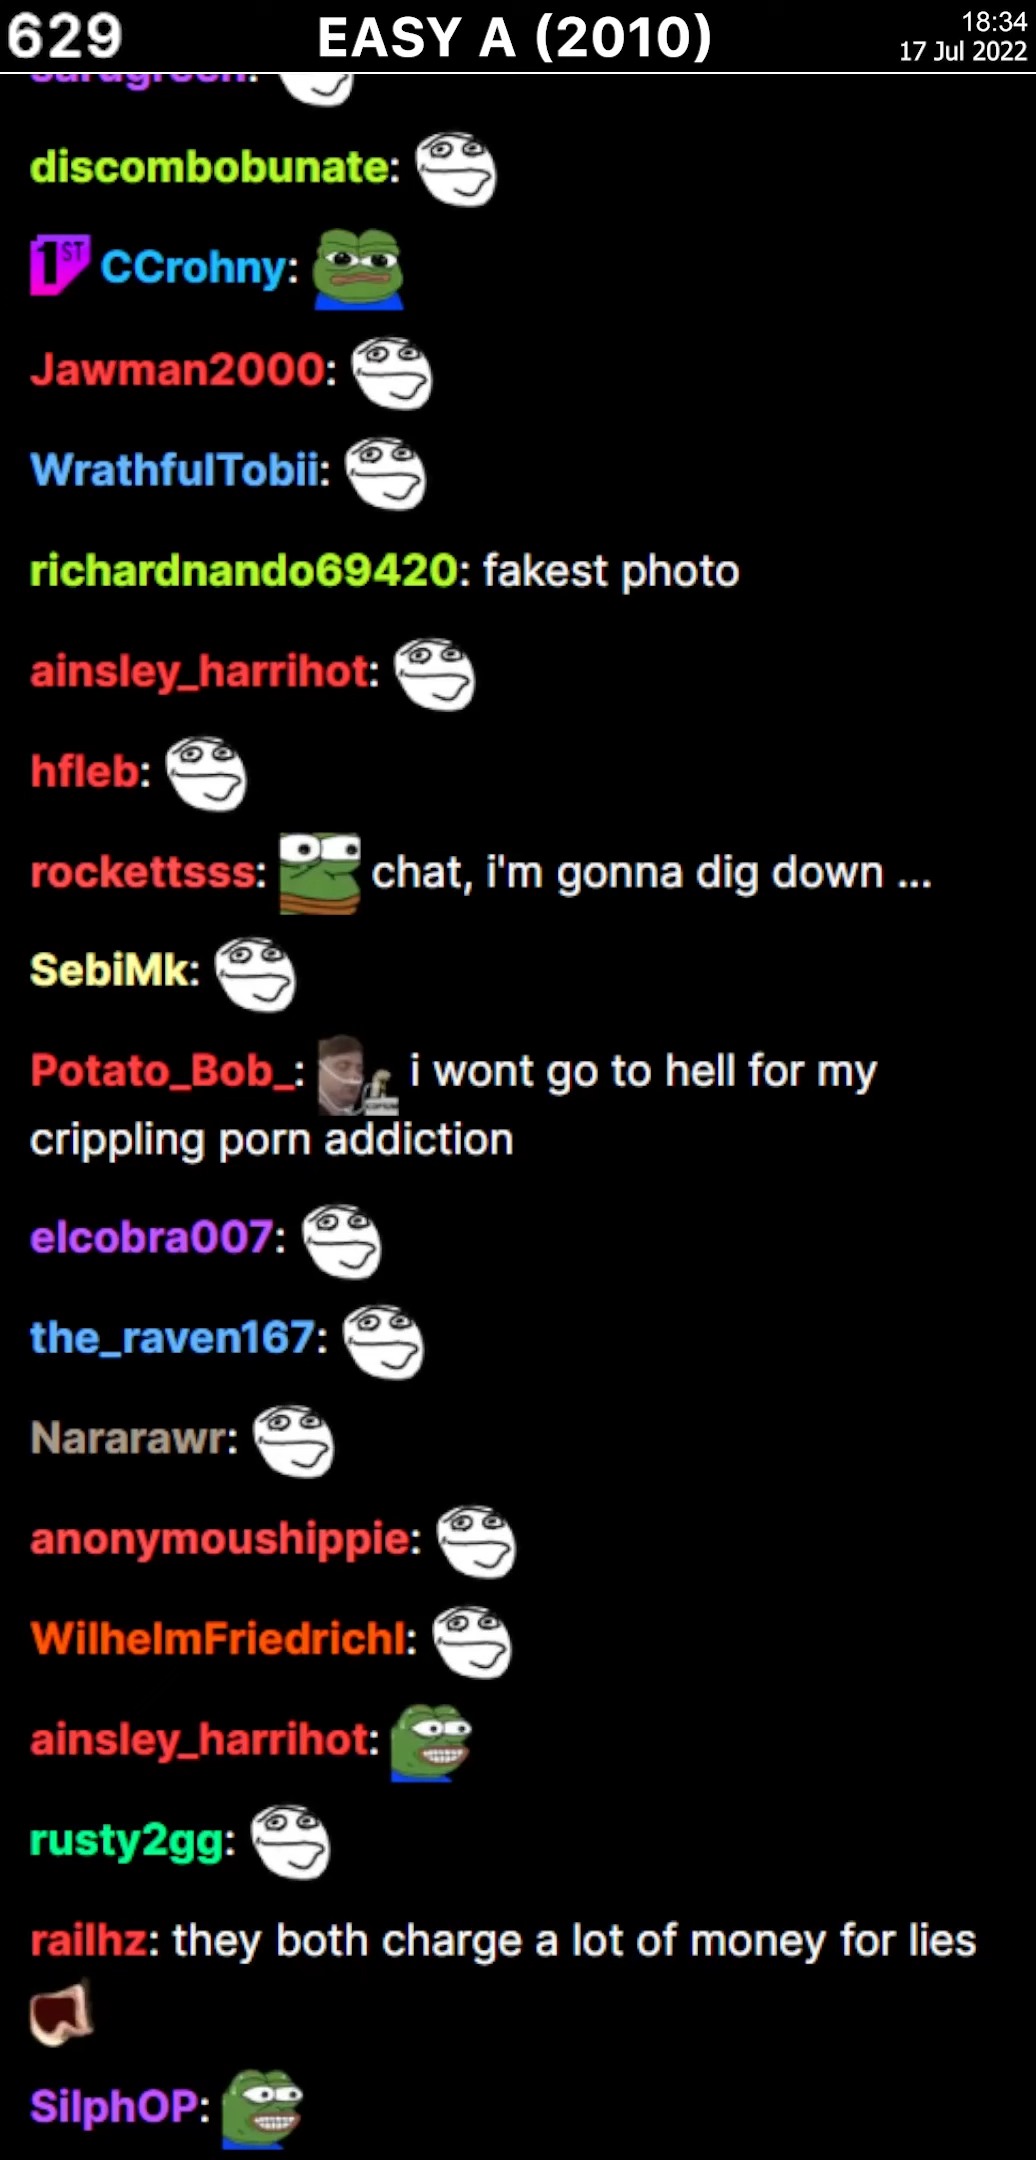 629
EASY A (2010)
18:34
17 Jul 2022
discombobunate:
1ST CCrohny:
Jawman2000:
WrathfulTobii:
richardnando69420: fakest photo
ainsley_harrihot:
hfleb:
rockettsss: chat, i'm gonna dig down ...
SebiMk:
Potato_Bob_: i wont go to hell for my
crippling porn addiction
elcobra007:
the_raven167:
Nararawr:
anonymoushippie:
WilhelmFriedrichI:
ainsley_harrihot:
rusty2gg:
railhz: they both charge a lot of money for lies
SilphOP: